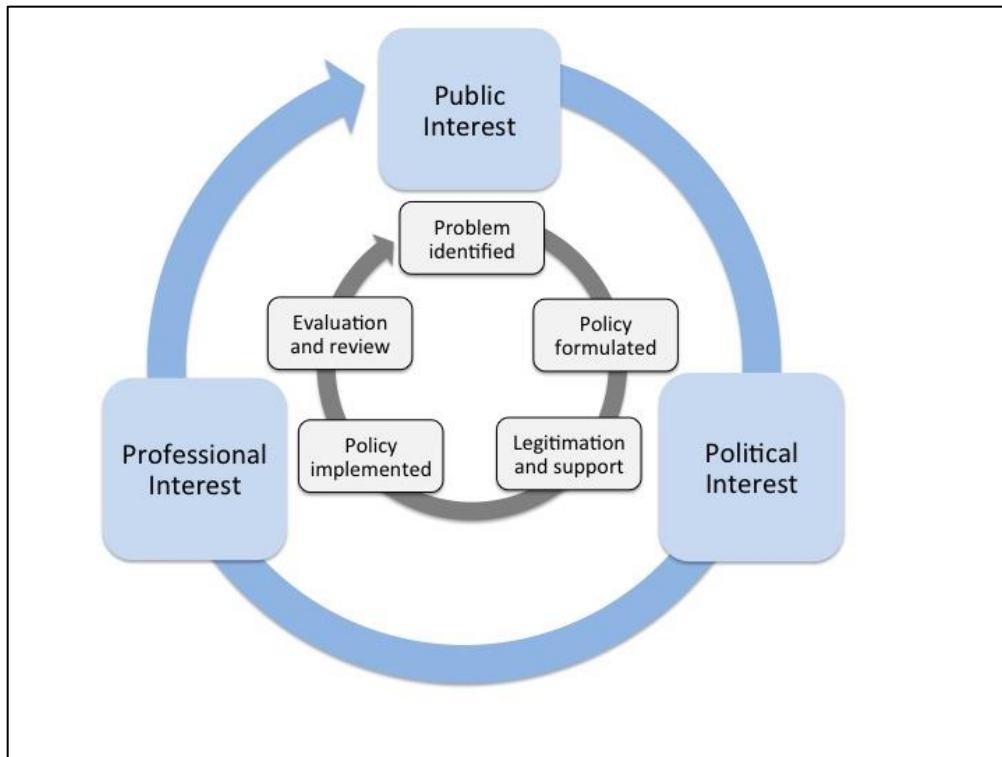 Public
Interest
Problem
identified
Evaluation
and review
Policy
formulated
Policy
implemented
Legitimation
and support
Professional
Interest
Political
Interest